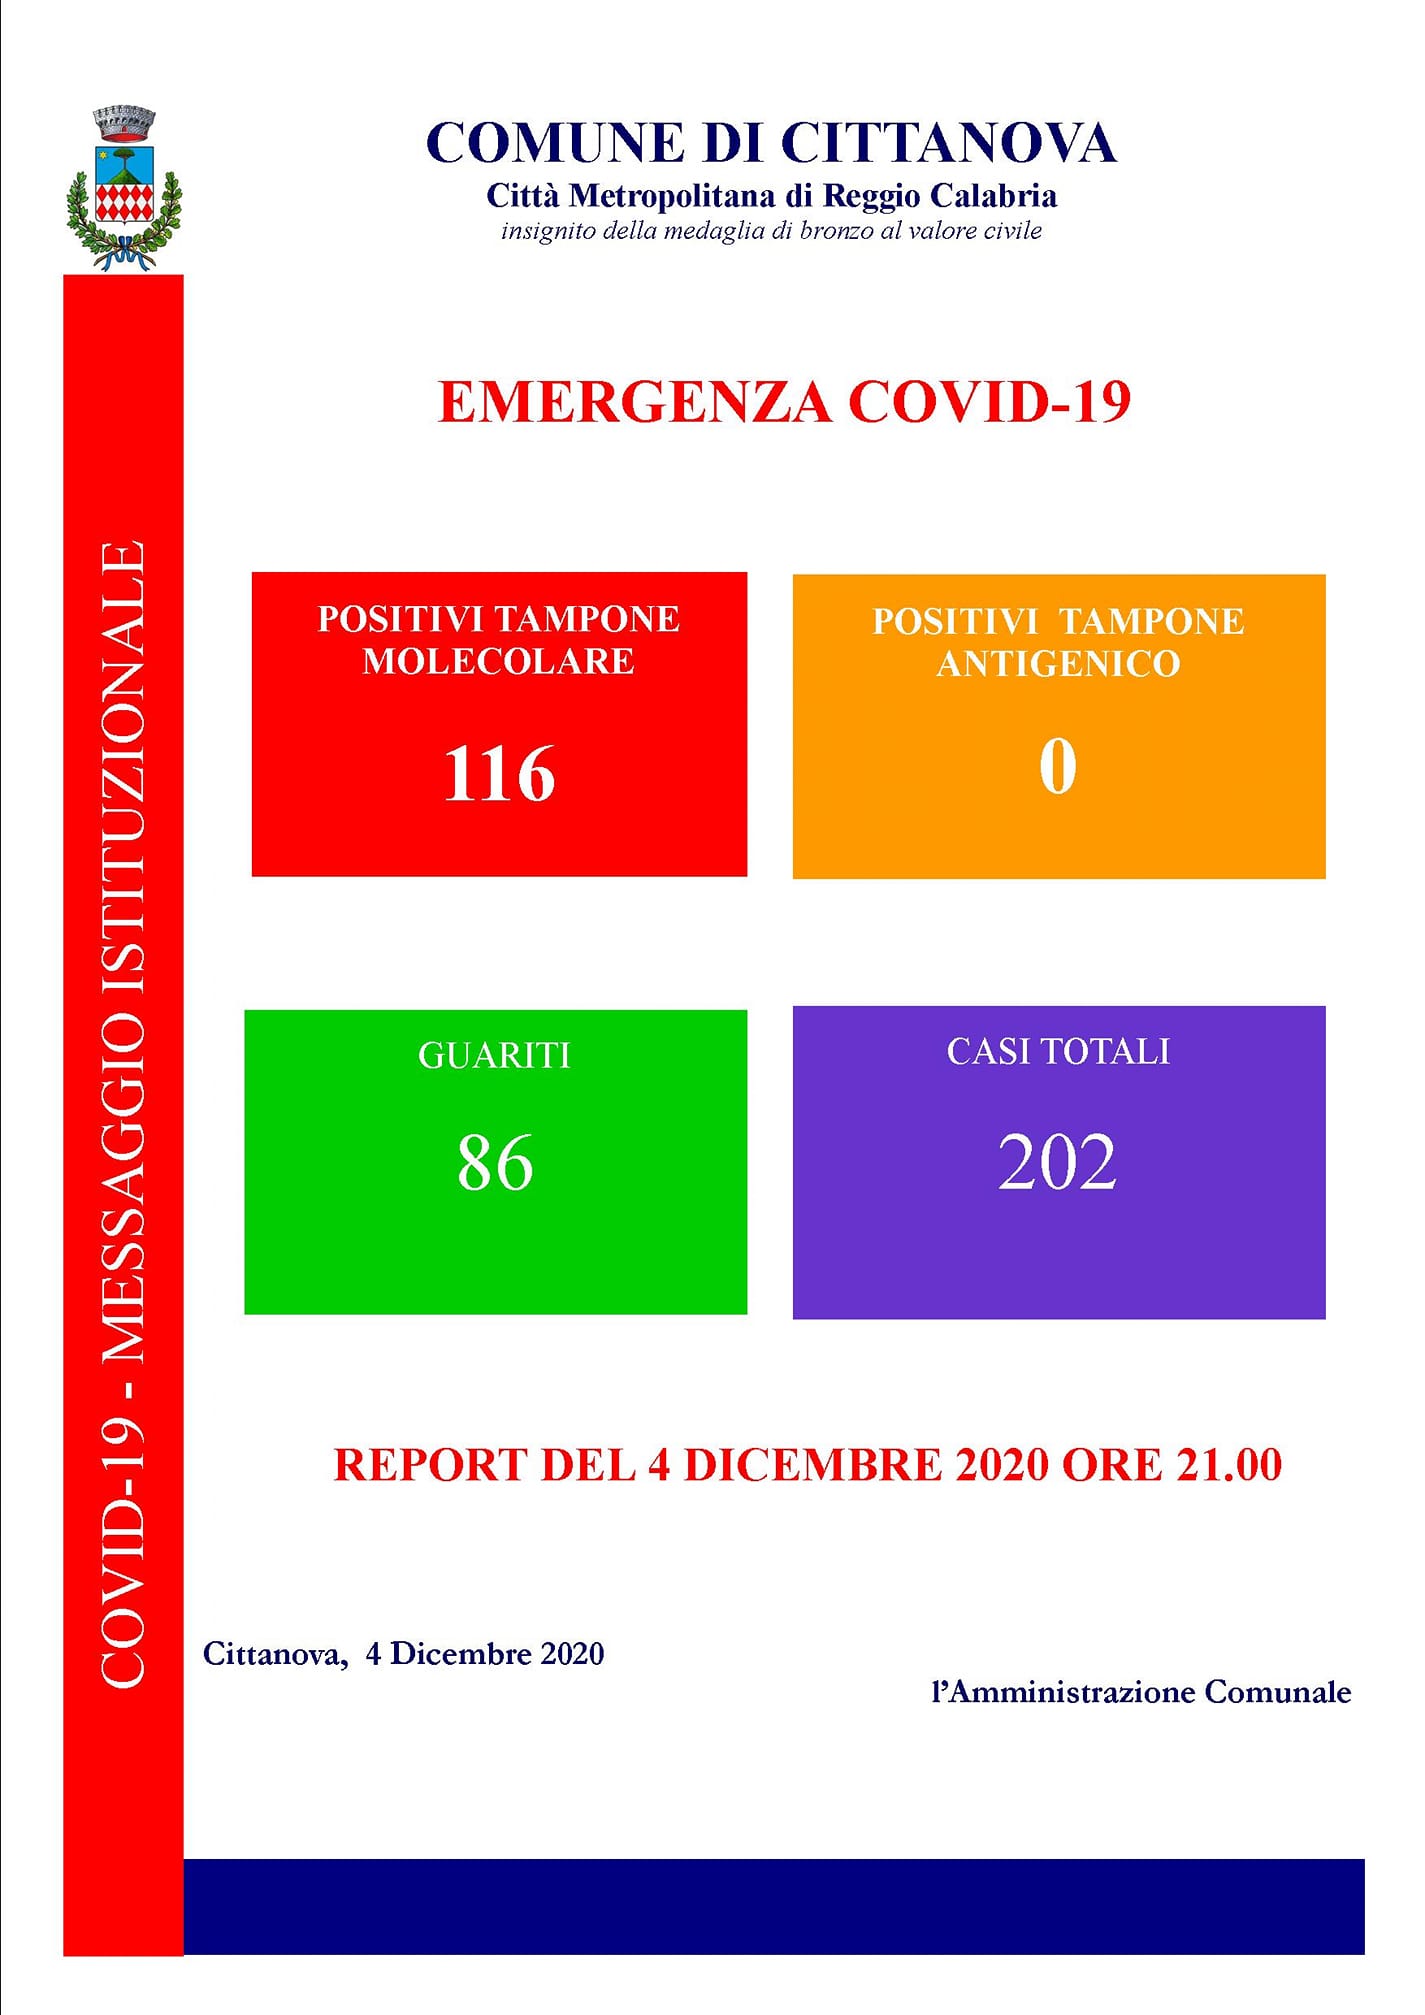 COMUNE DI CITTANOVA
Città Metropolitana di Reggio Calabria
insignito della medaglia di bronzo al valore civile
COVID-19 - MESSAGGIO ISTITUZIONALE
EMERGENZA COVID-19
POSITIVI TAMPONE
MOLECOLARE
116
POSITIVI TAMPONE
ANTIGENICO
0
GUARITI
86
CASI TOTALI
202
REPORT DEL 4 DICEMBRE 2020 ORE 21.00
Cittanova, 4 Dicembre 2020
l'Amministrazione Comunale